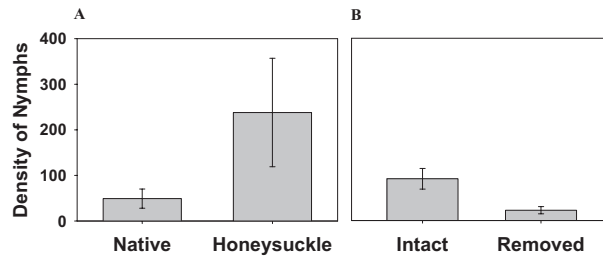 A
B
Density of Nymphs
400
300
200
100
0
Native Honeysuckle
Intact Removed